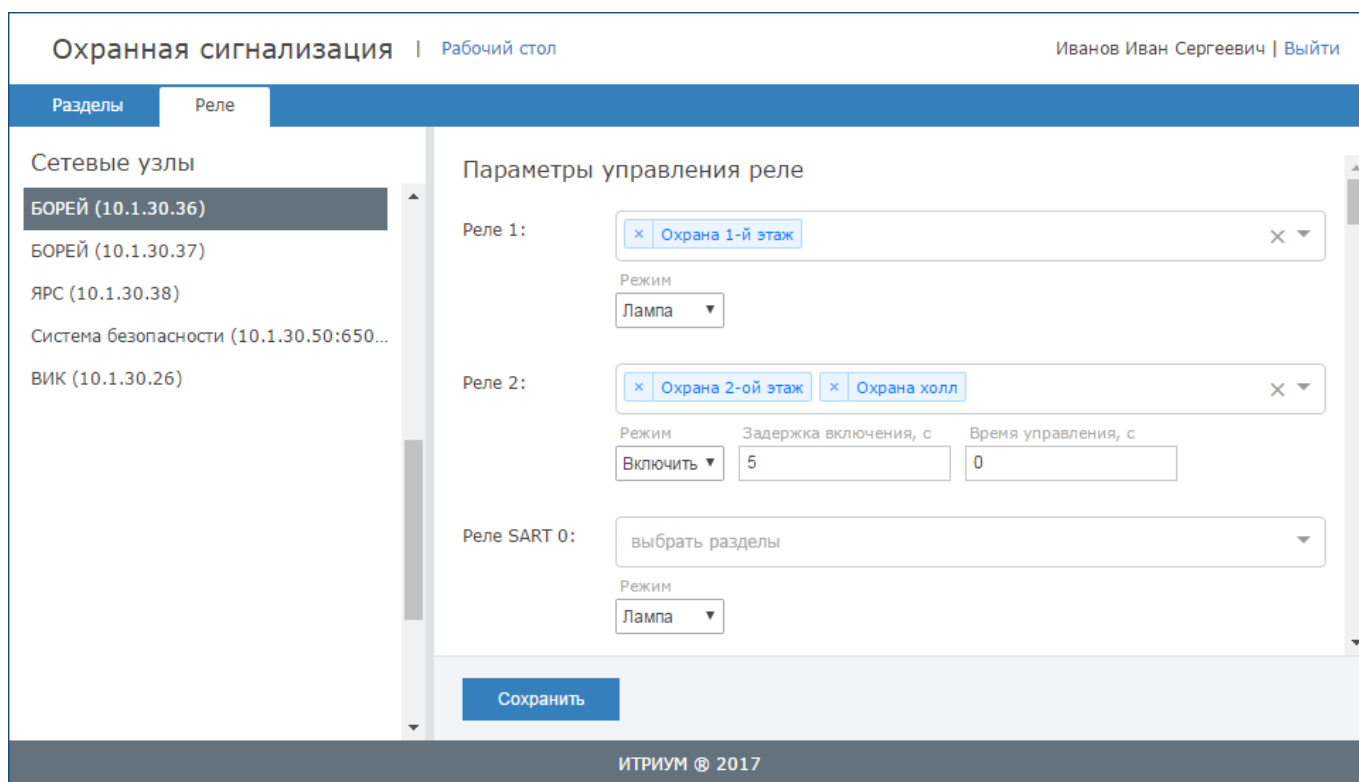 Охранная сигнализация | Рабочий стол Иванов Иван Сергеевич | Выйти
Разделы Реле
Сетевые узлы
БОРЕЙ (10.1.30.36)
БОРЕЙ (10.1.30.37)
ЯРС (10.1.30.38)
Система безопасности (10.1.30.50:650...
ВИК (10.1.30.26)
Параметры управления реле
Реле 1: × Охрана 1-й этаж ×
Режим
Лампа
Реле 2: × Охрана 2-ой этаж × Охрана холл ×
Режим Задержка включения, с Время управления, с
Включить 5 0
Реле SART 0: выбрать разделы
Режим
Лампа
Сохранить
ИТРИУМ ® 2017